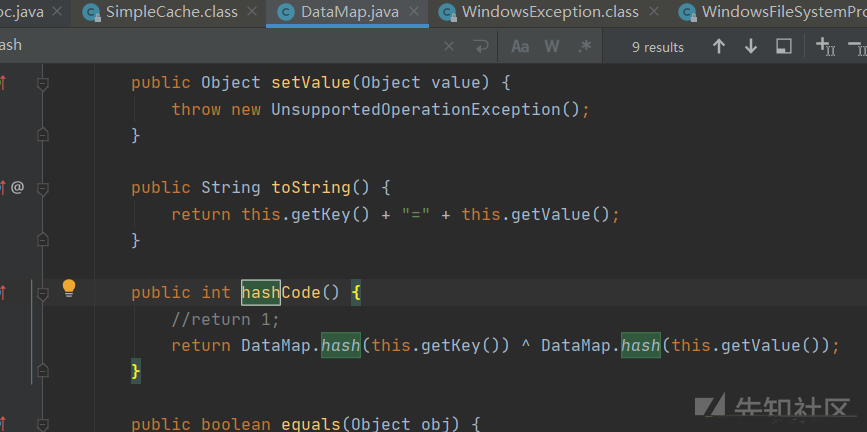 oc.java × SimpleCache.class × DataMap.java × WindowsException.class × WindowsFileSystemPro
ash × Aa W .* 9 results
public Object setValue(Object value) {
throw new UnsupportedOperationException();
}
@ public String toString() {
return this.getKey() + "=" + this.getValue();
}
public int hashCode() {
//return 1;
return DataMap.hash(this.getKey()) ^ DataMap.hash(this.getValue());
}
public boolean equals(Object obj) {
先知社区